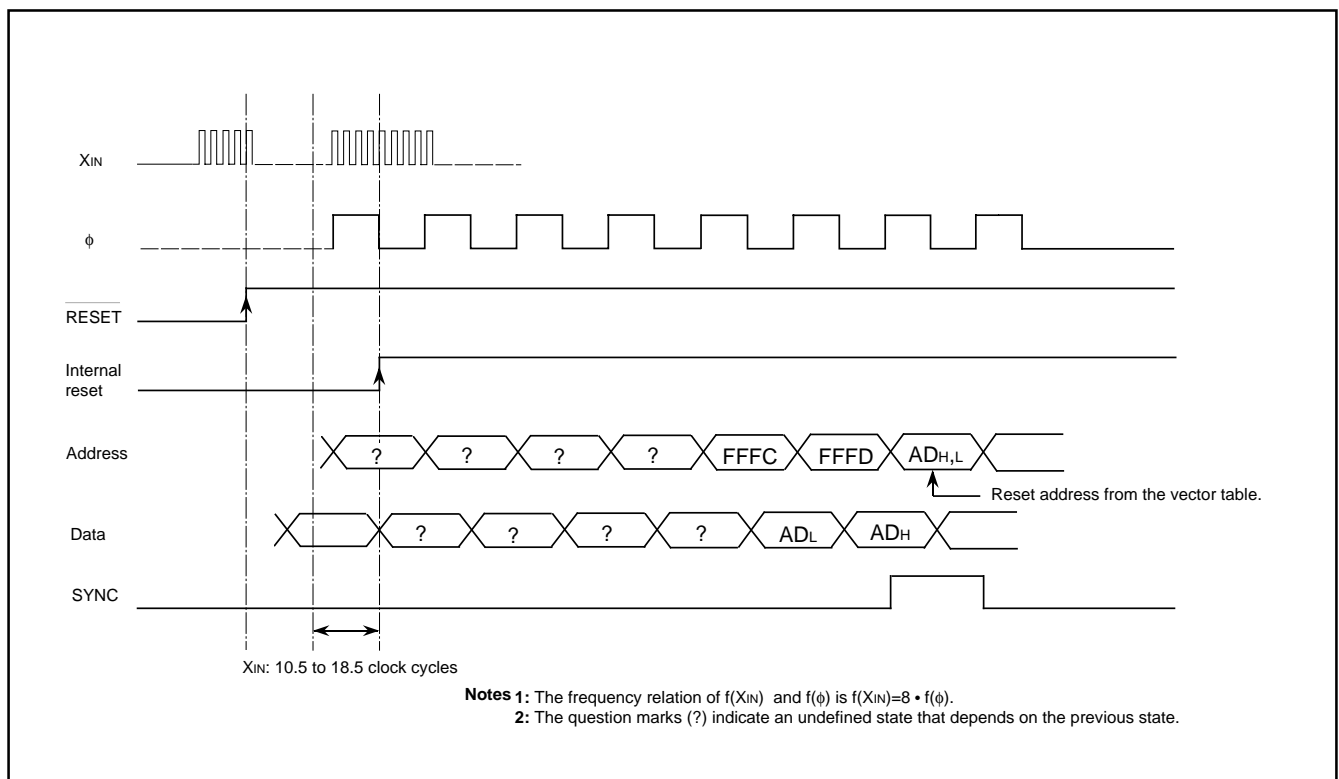 XIN
ϕ
RESET
Internal
reset
Address
? ? ? ? FFFC FFFD ADH,L
Reset address from the vector table.
Data
? ? ? ? ADL ADH
SYNC
XIN: 10.5 to 18.5 clock cycles
Notes 1: The frequency relation of f(XIN) and f(ϕ) is f(XIN)=8 • f(ϕ).
2: The question marks (?) indicate an undefined state that depends on the previous state.